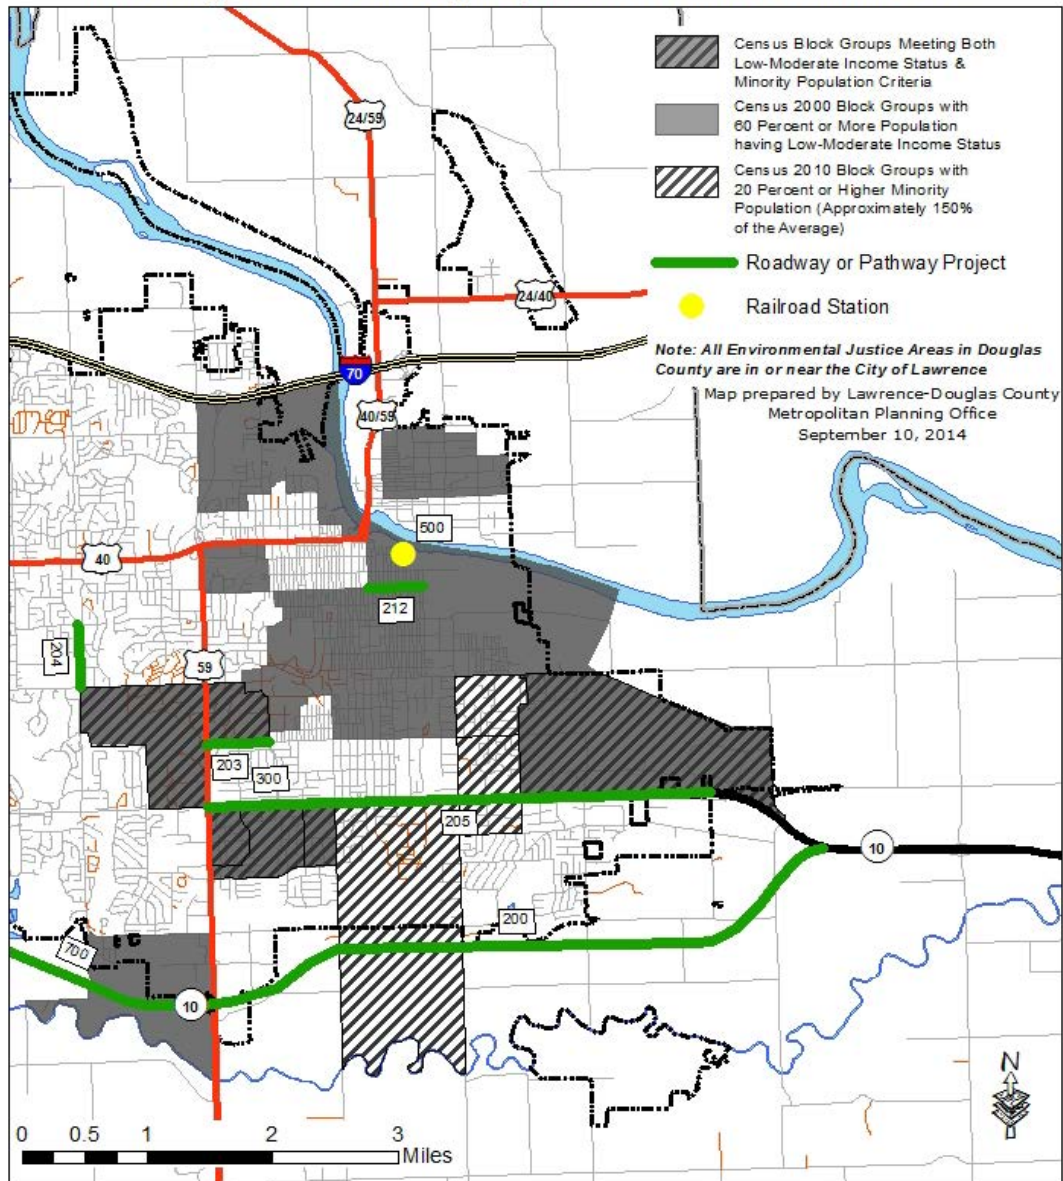 Census Block Groups Meeting Both
Low-Moderate Income Status &
Minority Population Criteria
Census 2000 Block Groups with
60 Percent or More Population
having Low-Moderate Income Status
Census 2010 Block Groups with
20 Percent or Higher Minority
Population (Approximately 150%
of the Average)
Roadway or Pathway Project
Railroad Station
Note: All Environmental Justice Areas in Douglas
County are in or near the City of Lawrence
Map prepared by Lawrence-Douglas County
Metropolitan Planning Office
September 10, 2014
24/59
24/40
70
40/59
500
40
212
204
59
203
300
205
10
200
700
10
N
0 0.5 1 2 3
Miles